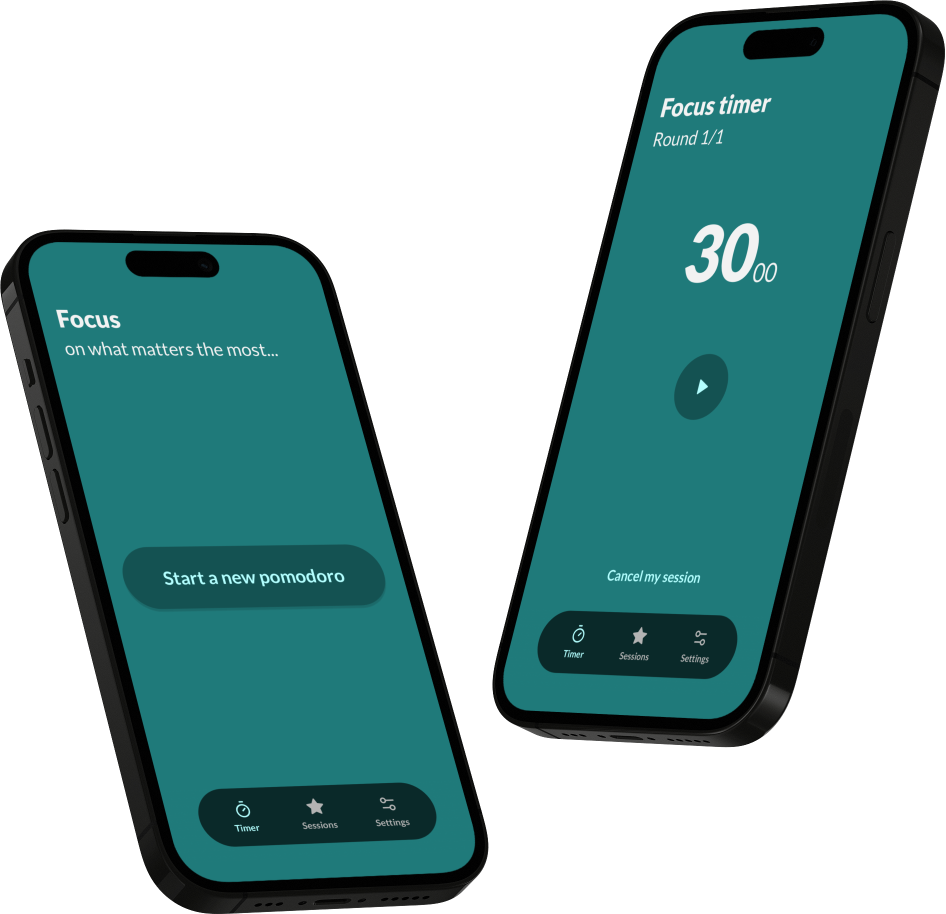 Focus
on what matters the most...
Start a new pomodoro
Timer Sessions Settings
Focus timer
Round 1/1
30 00
Cancel my session
Timer Sessions Settings